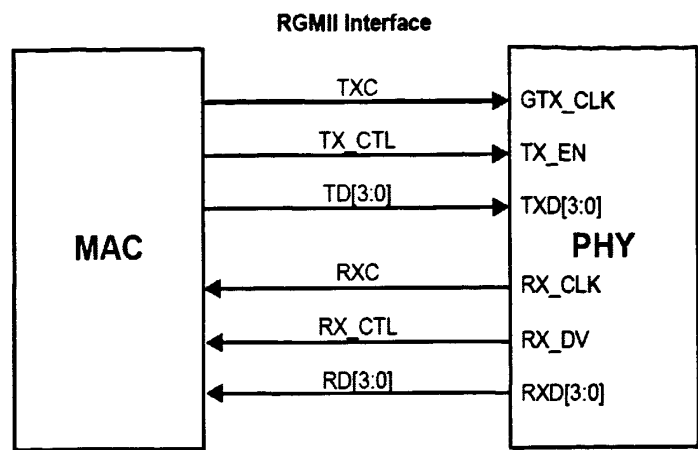 RGMII Interface
TXC
GTX_CLK
TX_CTL
TX_EN
TD[3:0]
TXD[3:0]
MAC
PHY
RXC
RX_CLK
RX_CTL
RX_DV
RD[3:0]
RXD[3:0]